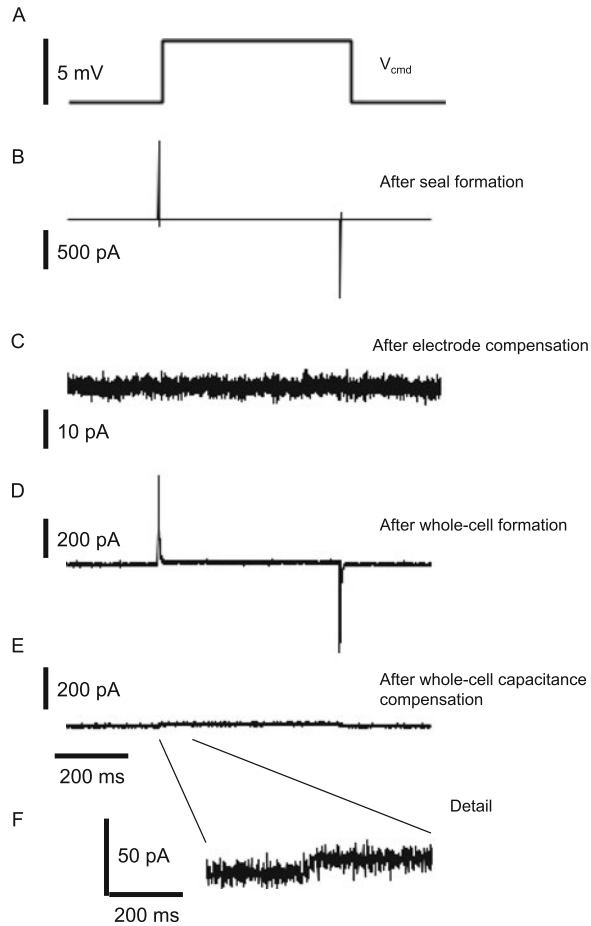 A
5 mV
Vcmd
B
After seal formation
500 pA
C
After electrode compensation
10 pA
D
After whole-cell formation
200 pA
E
After whole-cell capacitance
compensation
200 pA
200 ms
Detail
F
50 pA
200 ms